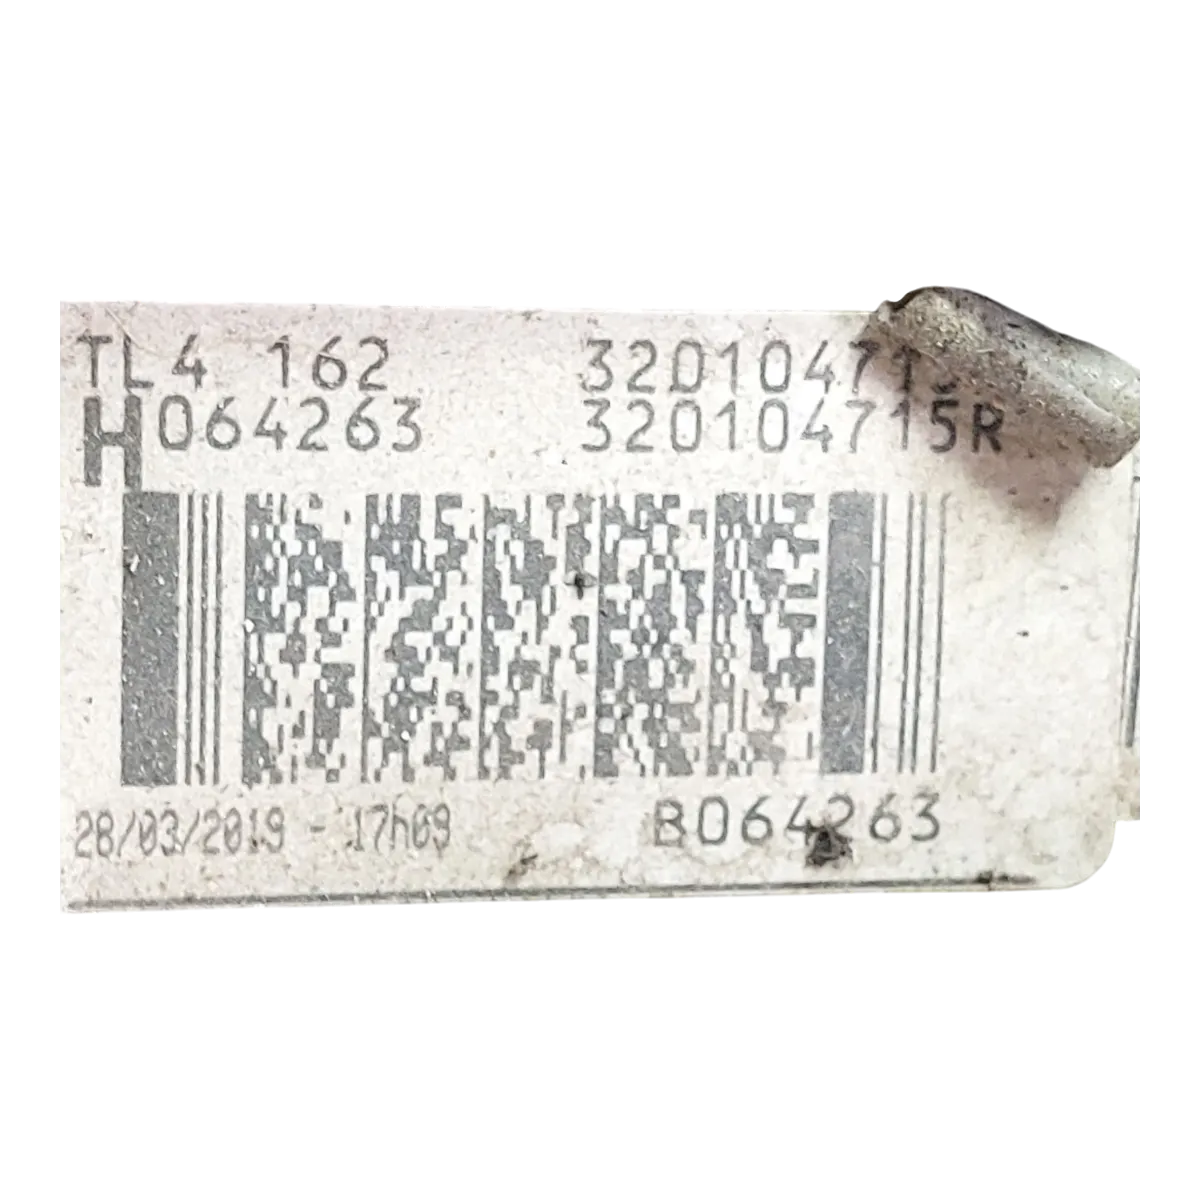 TL4 162 32010471
H064263 320104715R
28/03/2019 - 17h09 B064263